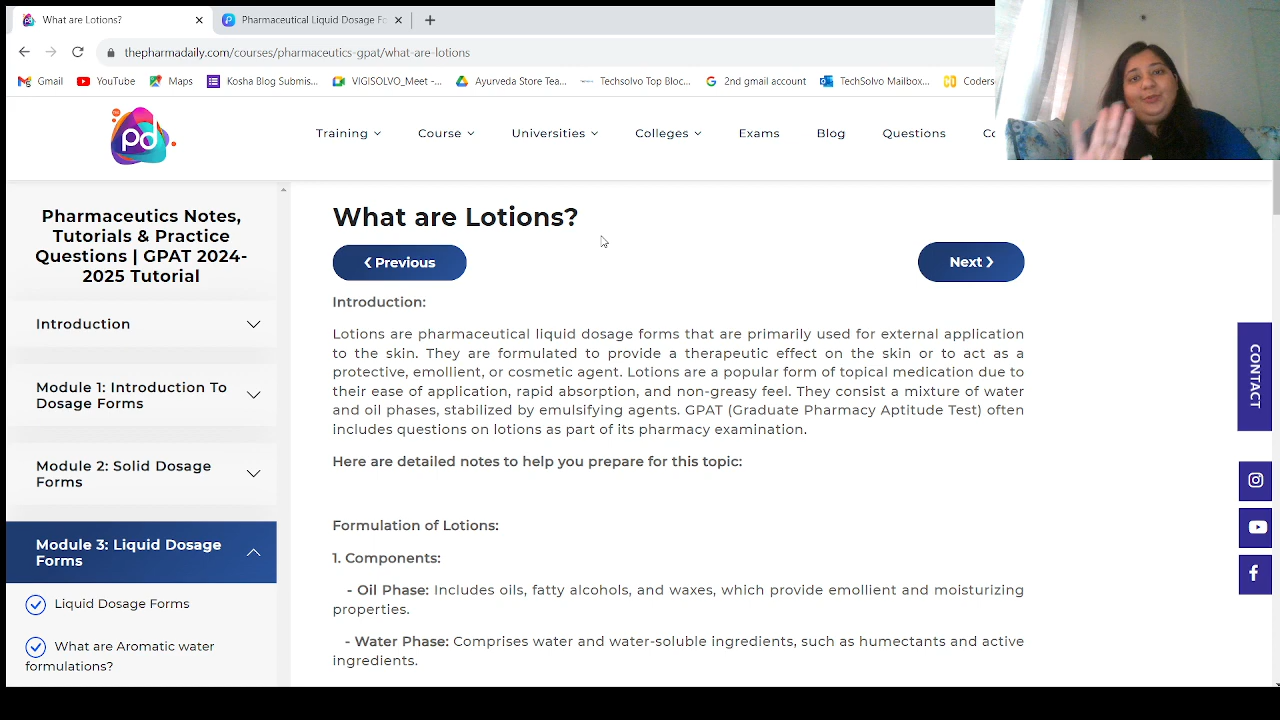 What are Lotions?
Pharmaceutical Liquid Dosage Fo
thepharmadaily.com/courses/pharmaceutics-gpat/what-are-lotions
Gmail
YouTube
Maps
Kosha Blog Submis...
VIGISOLVO_Meet -...
Ayurveda Store Tea...
Techsolvo Top Bloc...
2nd gmail account
TechSolvo Mailbox...
Coders
pd
Training
Course
Universities
Colleges
Exams
Blog
Questions
Pharmaceutics Notes,
Tutorials & Practice
Questions | GPAT 2024-
2025 Tutorial
Introduction
Module 1: Introduction To
Dosage Forms
Module 2: Solid Dosage
Forms
Module 3: Liquid Dosage
Forms
Liquid Dosage Forms
What are Aromatic water
formulations?
What are Lotions?
Previous
Next
Introduction:
Lotions are pharmaceutical liquid dosage forms that are primarily used for external application
to the skin. They are formulated to provide a therapeutic effect on the skin or to act as a
protective, emollient, or cosmetic agent. Lotions are a popular form of topical medication due to
their ease of application, rapid absorption, and non-greasy feel. They consist a mixture of water
and oil phases, stabilized by emulsifying agents. GPAT (Graduate Pharmacy Aptitude Test) often
includes questions on lotions as part of its pharmacy examination.
Here are detailed notes to help you prepare for this topic:
Formulation of Lotions:
1. Components:
- Oil Phase: Includes oils, fatty alcohols, and waxes, which provide emollient and moisturizing
properties.
- Water Phase: Comprises water and water-soluble ingredients, such as humectants and active
ingredients.
CONTACT